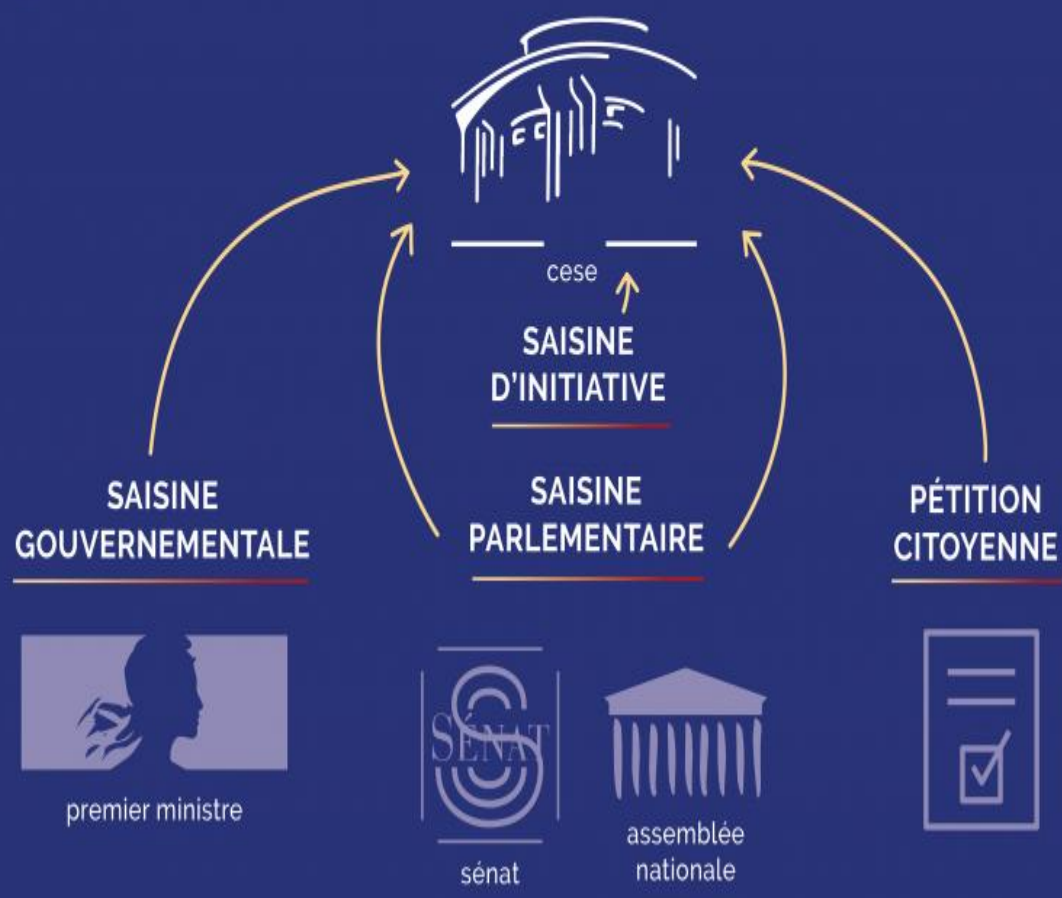 cese
SAISINE
D'INITIATIVE
SAISINE
GOUVERNEMENTALE
premier ministre
SAISINE
PARLEMENTAIRE
SÉNAT
sénat
assemblée
nationale
PÉTITION
CITOYENNE